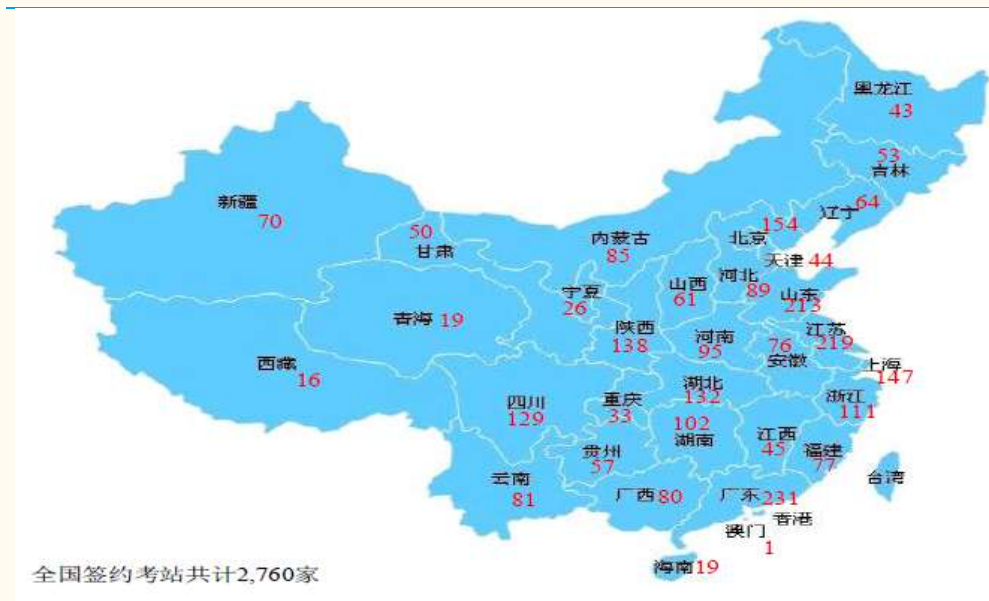 黑龙江
43
53
吉林
64
辽宁
新疆
70
50
甘肃
内蒙古
85
154
北京
天津 44
河北
89
山西
61
山东
213
宁夏
26
青海 19
陕西
138
河南
95
76
安徽
江苏
219
上海
147
西藏
16
四川
129
重庆
33
湖北
132
浙江
111
102
湖南
江西
45
福建
77
贵州
57
云南
81
广西 80
广东 231
台湾
香港
澳门
1
海南 19
全国签约考站共计2,760家